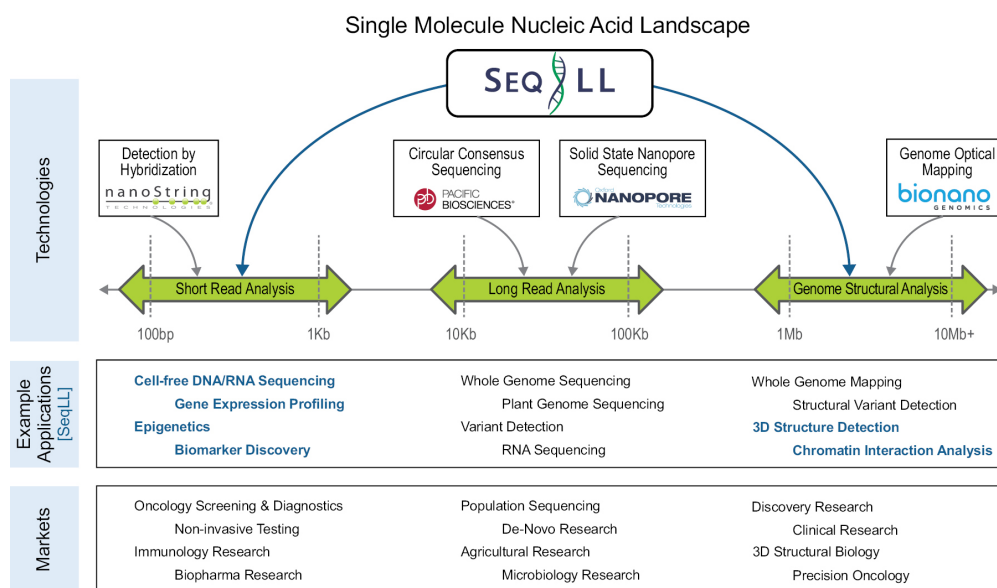 Single Molecule Nucleic Acid Landscape
SEQ LL
Technologies
Detection by
Hybridization
nanoString
TECHNOLOGIES
Circular Consensus
Sequencing
PACIFIC
BIOSCIENCES®
Solid State Nanopore
Sequencing
Oxford
NANOPORE
Technologies
Genome Optical
Mapping
bionano
GENOMICS
Short Read Analysis
Long Read Analysis
Genome Structural Analysis
100bp
1Kb
10Kb
100Kb
1Mb
10Mb+
Example
Applications
[SeqLL]
Cell-free DNA/RNA Sequencing
Gene Expression Profiling
Epigenetics
Biomarker Discovery
Whole Genome Sequencing
Plant Genome Sequencing
Variant Detection
RNA Sequencing
Whole Genome Mapping
Structural Variant Detection
3D Structure Detection
Chromatin Interaction Analysis
Markets
Oncology Screening & Diagnostics
Non-invasive Testing
Immunology Research
Biopharma Research
Population Sequencing
De-Novo Research
Agricultural Research
Microbiology Research
Discovery Research
Clinical Research
3D Structural Biology
Precision Oncology